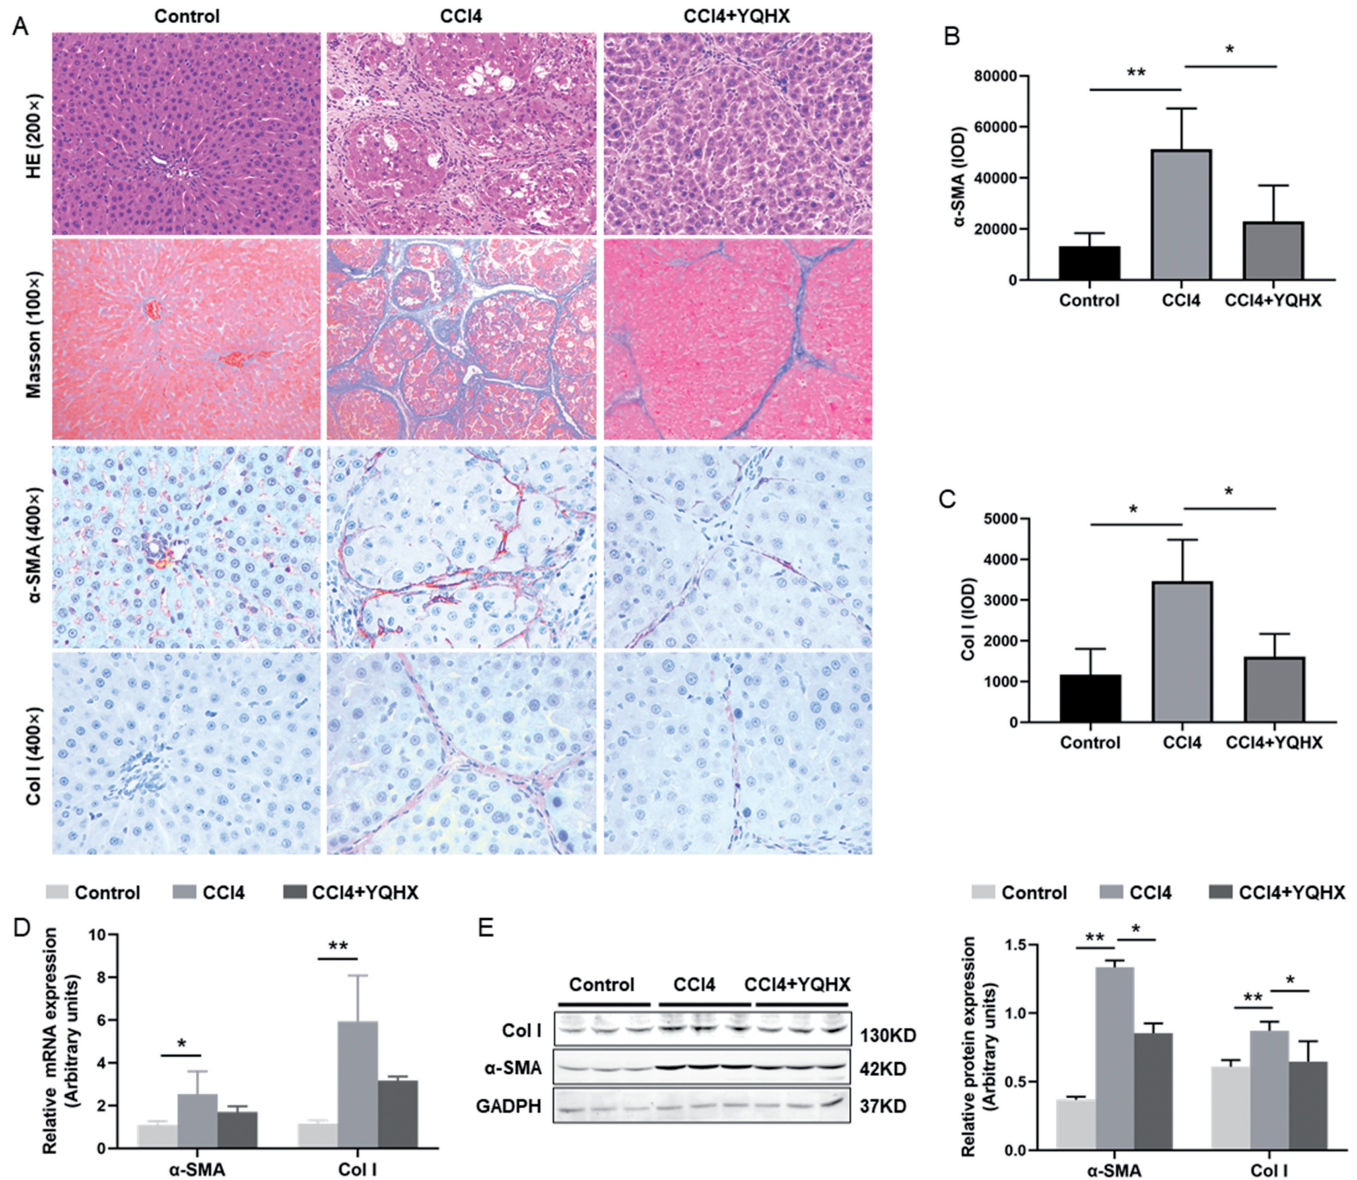 A
Control
CCl4
CCl4+YQHX
HE (200×)
Masson (100×)
α-SMA (400×)
Col I (400×)
B
α-SMA (IOD)
80000
60000
40000
20000
0
**
*
Control
CCl4
CCl4+YQHX
C
Col I (IOD)
5000
4000
3000
2000
1000
0
*
*
Control
CCl4
CCl4+YQHX
Control
CCl4
CCl4+YQHX
D
Relative mRNA expression
(Arbitrary units)
10
8
6
4
2
0
*
**
α-SMA
Col I
E
Control
CCl4
CCl4+YQHX
Col I
130KD
α-SMA
42KD
GADPH
37KD
Control
CCl4
CCl4+YQHX
Relative protein expression
(Arbitrary units)
1.5
1.0
0.5
0.0
**
*
**
*
α-SMA
Col I